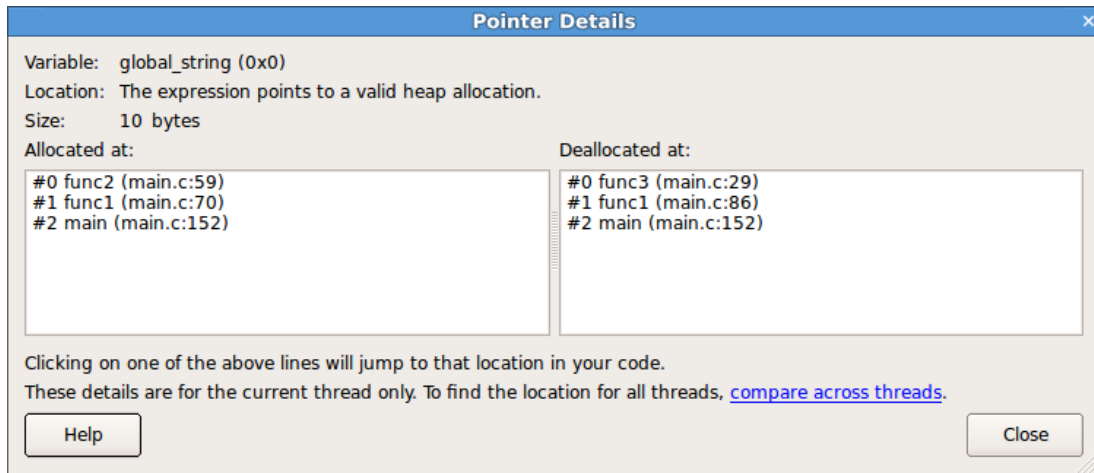 Pointer Details
Variable: global_string (0x0)
Location: The expression points to a valid heap allocation.
Size: 10 bytes
Allocated at:
#0 func2 (main.c:59)
#1 func1 (main.c:70)
#2 main (main.c:152)
Deallocated at:
#0 func3 (main.c:29)
#1 func1 (main.c:86)
#2 main (main.c:152)
Clicking on one of the above lines will jump to that location in your code.
These details are for the current thread only. To find the location for all threads, compare across threads.
Help
Close